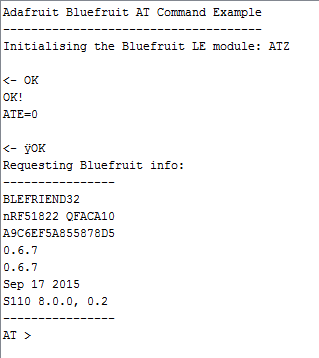 Adafruit Bluefruit AT Command Example
-------------------------------------
Initialising the Bluefruit LE module: ATZ
<- OK
OK!
ATE=0
<- ÿOK
Requesting Bluefruit info:
----------------
BLEFRIEND32
nRF51822 QFACA10
A9C6EF5A855878D5
0.6.7
0.6.7
Sep 17 2015
S110 8.0.0, 0.2
----------------
AT >